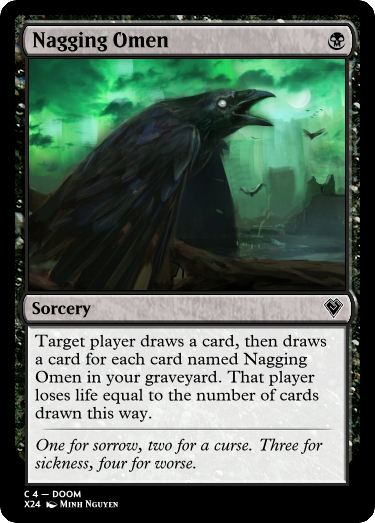 Nagging Omen
Sorcery
Target player draws a card, then draws
a card for each card named Nagging
Omen in your graveyard. That player
loses life equal to the number of cards
drawn this way.
One for sorrow, two for a curse. Three for
sickness, four for worse.
C 4 — DOOM
X24 Minh Nguyen